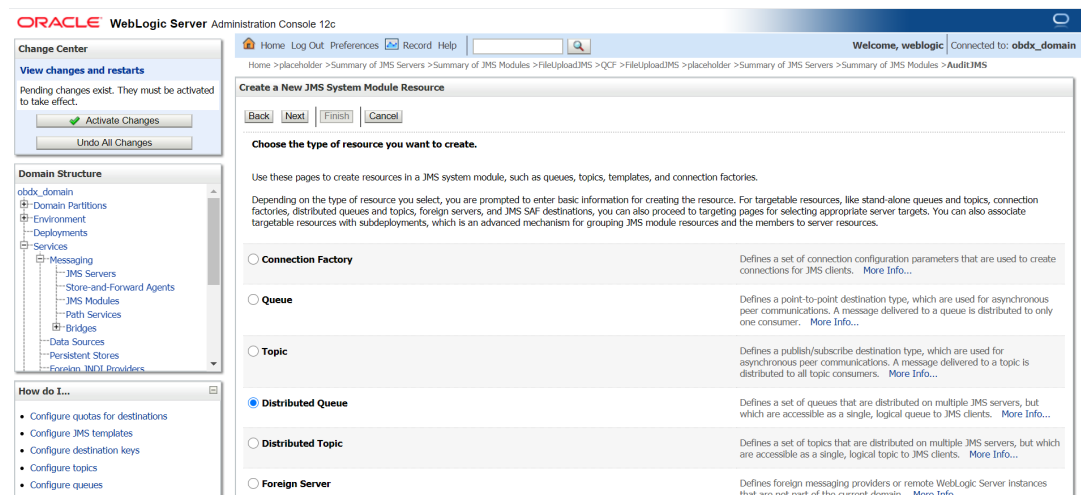 ORACLE WebLogic Server Administration Console 12c
Change Center
View changes and restarts
Pending changes exist. They must be activated
to take effect.
Activate Changes
Undo All Changes
Domain Structure
obdx_domain
Domain Partitions
Environment
Deployments
Services
Messaging
JMS Servers
Store-and-Forward Agents
JMS Modules
Path Services
Bridges
Data Sources
Persistent Stores
Foreign JNDI Providers
How do I...
Configure quotas for destinations
Configure JMS templates
Configure destination keys
Configure topics
Configure queues
Home Log Out Preferences Record Help
Welcome, weblogic Connected to: obdx_domain
Home >placeholder >Summary of JMS Servers >Summary of JMS Modules >FileUploadJMS >QCF >FileUploadJMS >placeholder >Summary of JMS Servers >Summary of JMS Modules >AuditJMS
Create a New JMS System Module Resource
Back Next Finish Cancel
Choose the type of resource you want to create.
Use these pages to create resources in a JMS system module, such as queues, topics, templates, and connection factories.
Depending on the type of resource you select, you are prompted to enter basic information for creating the resource. For targetable resources, like stand-alone queues and topics, connection
factories, distributed queues and topics, foreign servers, and JMS SAF destinations, you can also proceed to targeting pages for selecting appropriate server targets. You can also associate
targetable resources with subdeployments, which is an advanced mechanism for grouping JMS module resources and the members to server resources.
Connection Factory
Defines a set of connection configuration parameters that are used to create
connections for JMS clients. More Info...
Queue
Defines a point-to-point destination type, which are used for asynchronous
peer communications. A message delivered to a queue is distributed to only
one consumer. More Info...
Topic
Defines a publish/subscribe destination type, which are used for
asynchronous peer communications. A message delivered to a topic is
distributed to all topic consumers. More Info...
Distributed Queue
Defines a set of queues that are distributed on multiple JMS servers, but
which are accessible as a single, logical queue to JMS clients. More Info...
Distributed Topic
Defines a set of topics that are distributed on multiple JMS servers, but which
are accessible as a single, logical topic to JMS clients. More Info...
Foreign Server
Defines foreign messaging providers or remote WebLogic Server instances
that are not part of the current domain. More Info